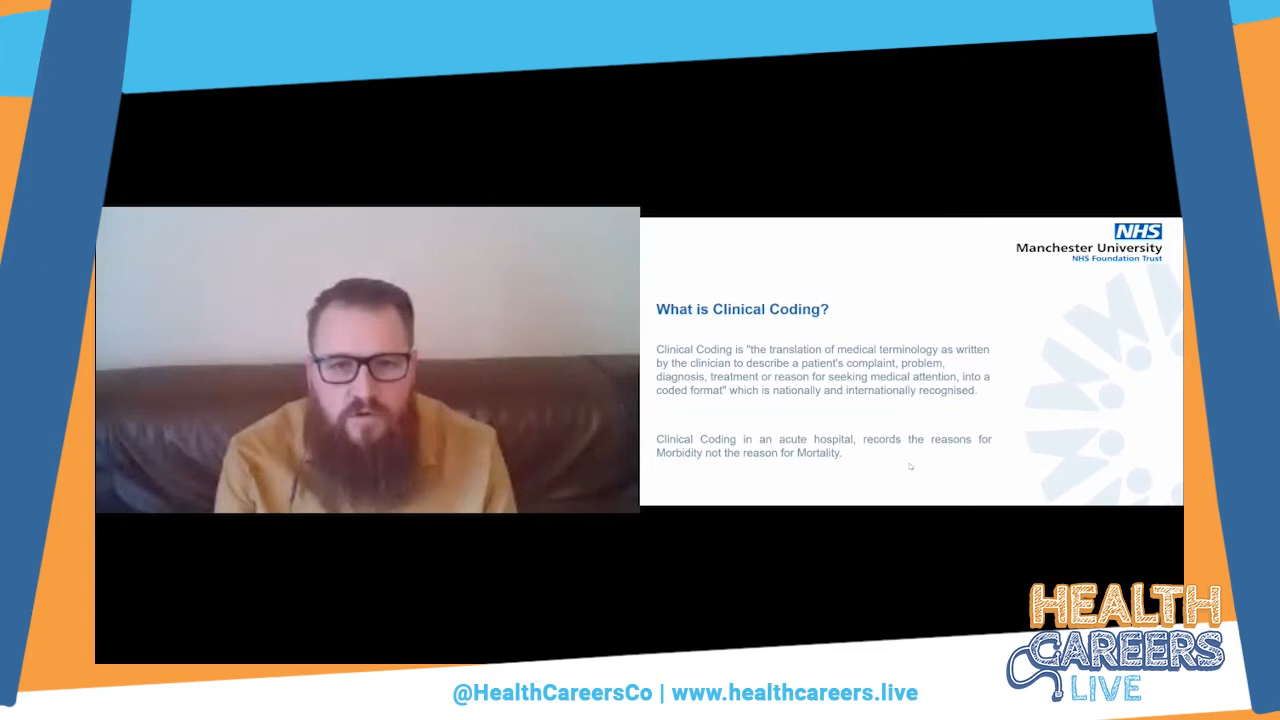 NHS
Manchester University
NHS Foundation Trust
What is Clinical Coding?
Clinical Coding is "the translation of medical terminology as written
by the clinician to describe a patient's complaint, problem,
diagnosis, treatment or reason for seeking medical attention, into a
coded format" which is nationally and internationally recognised.
Clinical Coding in an acute hospital, records the reasons for
Morbidity not the reason for Mortality.
HEALTH
CAREERS
LIVE
@HealthCareersCo | www.healthcareers.live